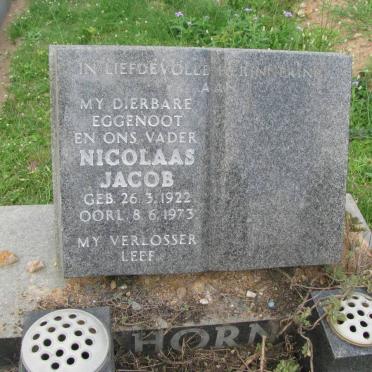 IN LIEFDEVOLLE HERINNERING
AAN
MY DIERBARE
EGGENOOT
EN ONS VADER
NICOLAAS
JACOB
GEB. 26.3.1922
OORL. 8.6.1973
MY VERLOSSER
LEEF
HORN